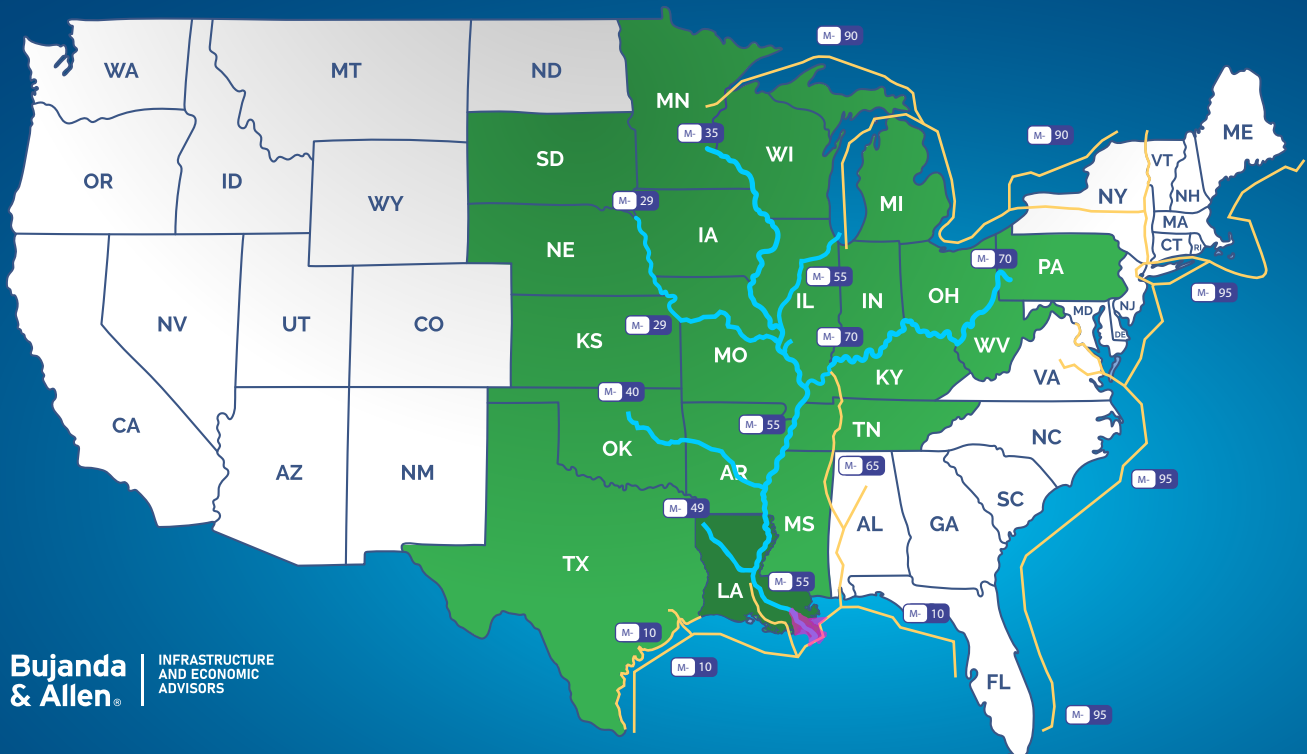 M- 90
WA
MT
ND
MN
M- 35
M- 90
ME
OR
ID
SD
WI
VT
WY
M- 29
MI
NY
NH
NE
IA
MA
CT
RI
M- 70
PA
M- 55
IL
IN
OH
M- 95
NJ
MD
DE
NV
UT
CO
KS
M- 29
MO
M- 70
WV
KY
VA
M- 40
CA
M- 55
TN
NC
AZ
NM
OK
AR
M- 65
M- 95
SC
M- 49
MS
AL
GA
TX
LA
M- 55
M- 10
M- 10
M- 10
FL
M- 95
Bujanda
& Allen®
INFRASTRUCTURE
AND ECONOMIC
ADVISORS